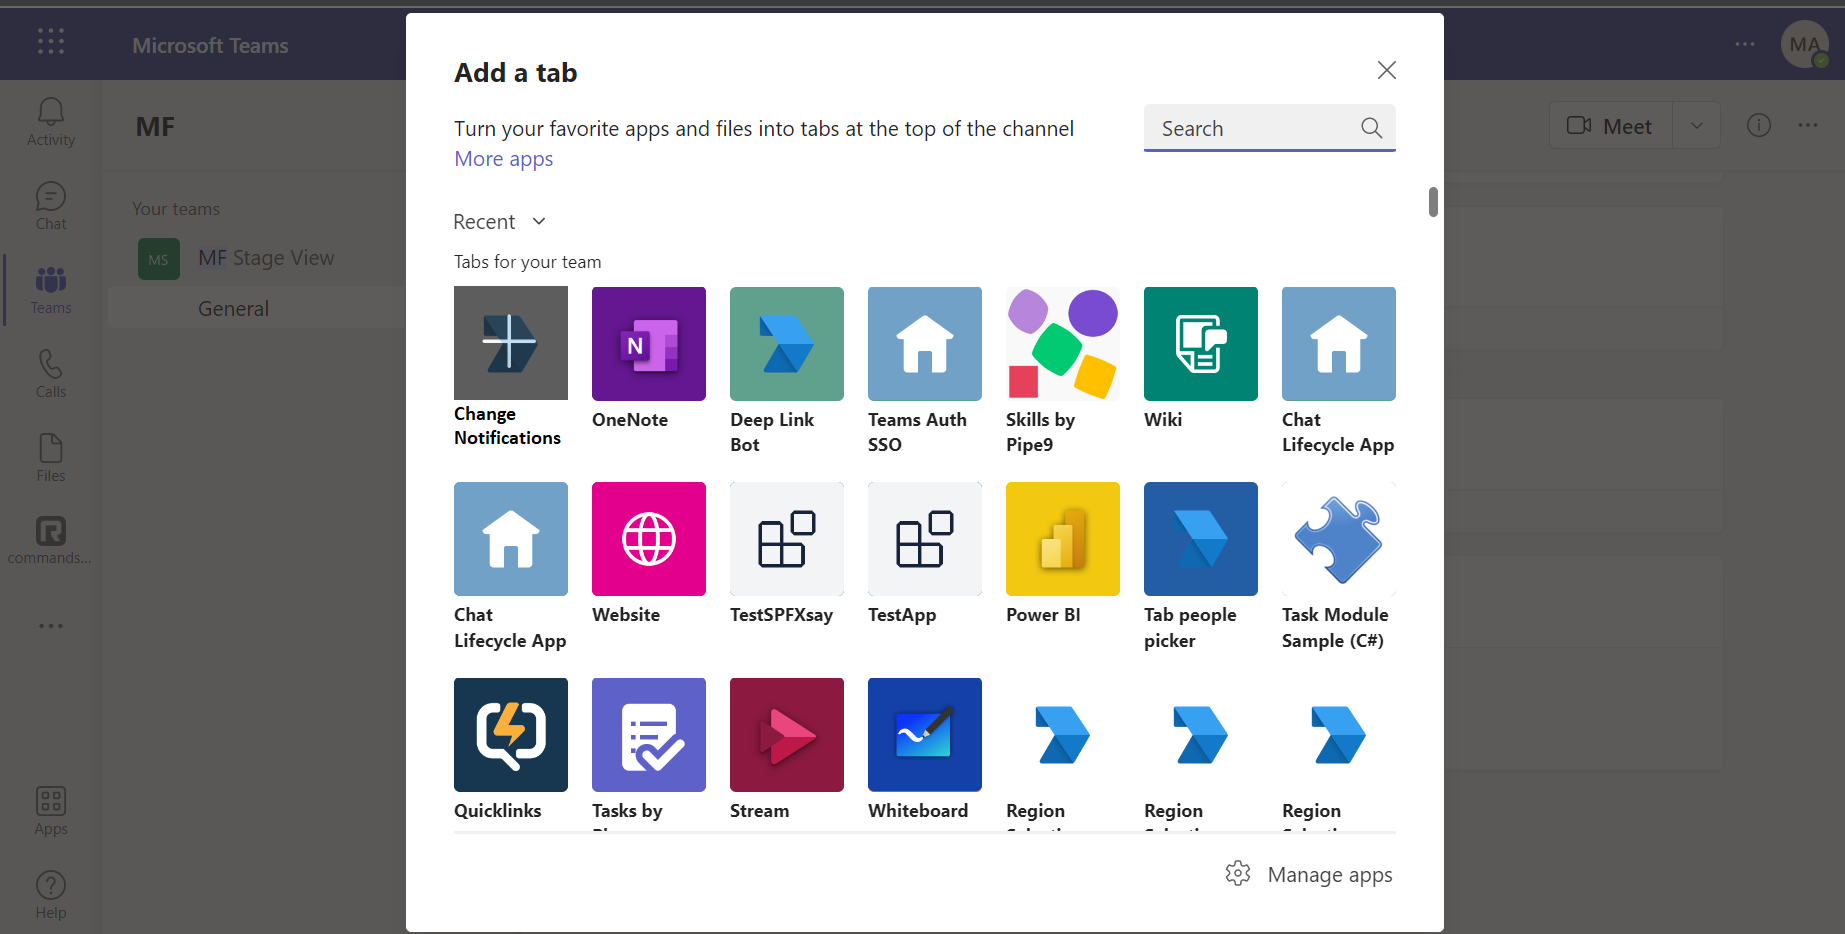 Microsoft Teams
MA
Activity
Chat
Teams
Calls
Files
commands...
Apps
Help
MF
Your teams
MS
MF Stage View
General
Meet
Add a tab
Turn your favorite apps and files into tabs at the top of the channel
More apps
Search
Recent
Tabs for your team
Change
Notifications
N
OneNote
Deep Link
Bot
Teams Auth
SSO
Skills by
Pipe9
Wiki
Chat
Lifecycle App
Chat
Lifecycle App
Website
TestSPFXsay
TestApp
Power BI
Tab people
picker
Task Module
Sample (C#)
Quicklinks
Tasks by
Stream
Whiteboard
Region
Region
Region
Manage apps